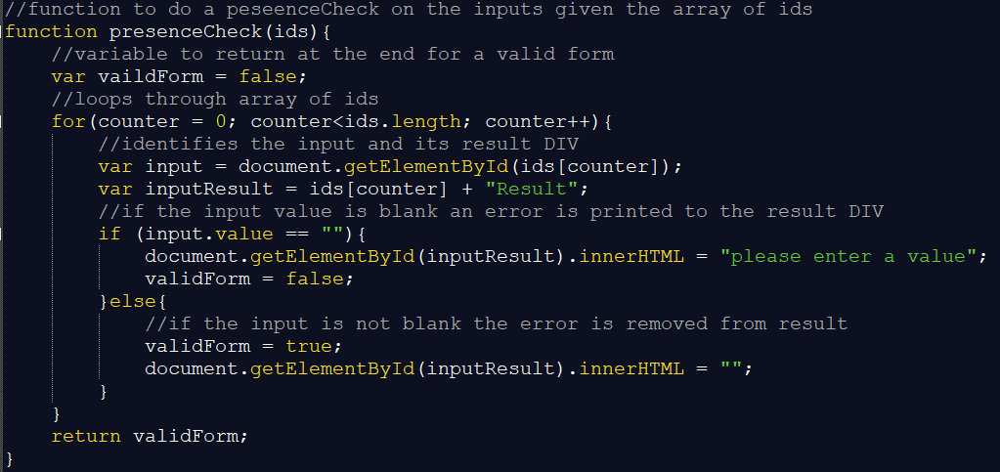 //function to do a peseenceCheck on the inputs given the array of ids
function presenceCheck(ids){
//variable to return at the end for a valid form
var vaildForm = false;
//loops through array of ids
for(counter = 0; counter<ids.length; counter++){
//identifies the input and its result DIV
var input = document.getElementById(ids[counter]);
var inputResult = ids[counter] + "Result";
//if the input value is blank an error is printed to the result DIV
if (input.value == ""){
document.getElementById(inputResult).innerHTML = "please enter a value";
validForm = false;
}else{
//if the input is not blank the error is removed from result
validForm = true;
document.getElementById(inputResult).innerHTML = "";
}
}
return validForm;
}